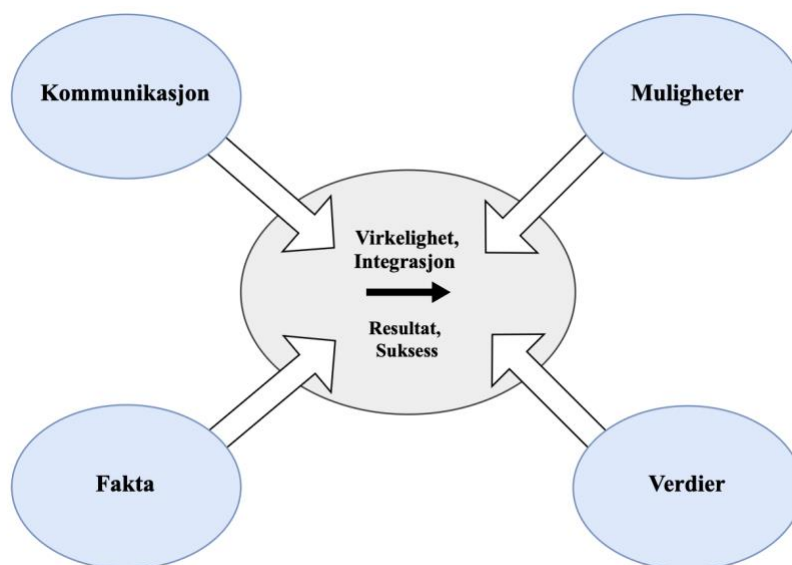 Kommunikasjon
Muligheter
Virkelighet,
Integrasjon
Resultat,
Suksess
Fakta
Verdier